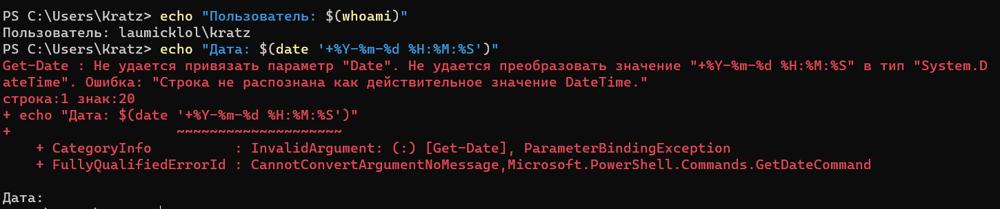 PS C:\Users\Kratz> echo "Пользователь: $(whoami)"
Пользователь: laumicklol\kratz
PS C:\Users\Kratz> echo "Дата: $(date '+%Y-%m-%d %H:%M:%S')"
Get-Date : Не удается привязать параметр "Date". Не удается преобразовать значение "+%Y-%m-%d %H:%M:%S" в тип "System.D
ateTime". Ошибка: "Строка не распознана как действительное значение DateTime."
строка:1 знак:20
+ echo "Дата: $(date '+%Y-%m-%d %H:%M:%S')"
+                    ~~~~~~~~~~~~~~~~~~~~
    + CategoryInfo          : InvalidArgument: (:) [Get-Date], ParameterBindingException
    + FullyQualifiedErrorId : CannotConvertArgumentNoMessage,Microsoft.PowerShell.Commands.GetDateCommand
Дата: